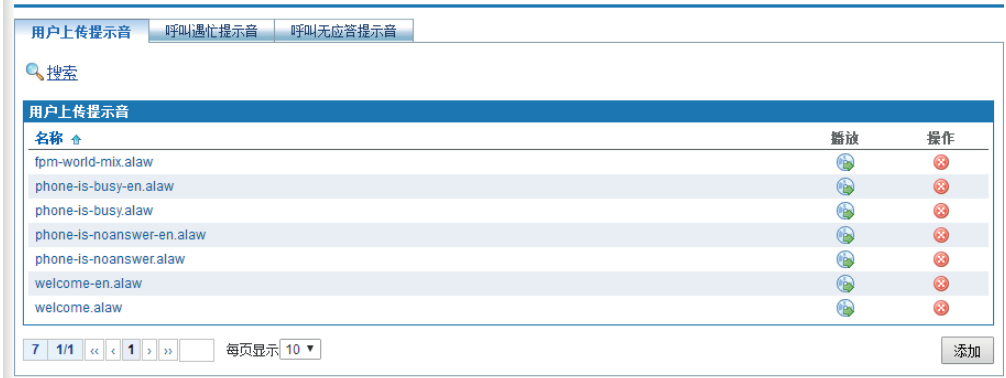 用户上传提示音 呼叫遇忙提示音 呼叫无应答提示音
搜索
用户上传提示音
名称 播放 操作
fpm-world-mix.alaw
phone-is-busy-en.alaw
phone-is-busy.alaw
phone-is-noanswer-en.alaw
phone-is-noanswer.alaw
welcome-en.alaw
welcome.alaw
7 1/1 ‹‹ ‹ 1 › ›› 每页显示 10 添加